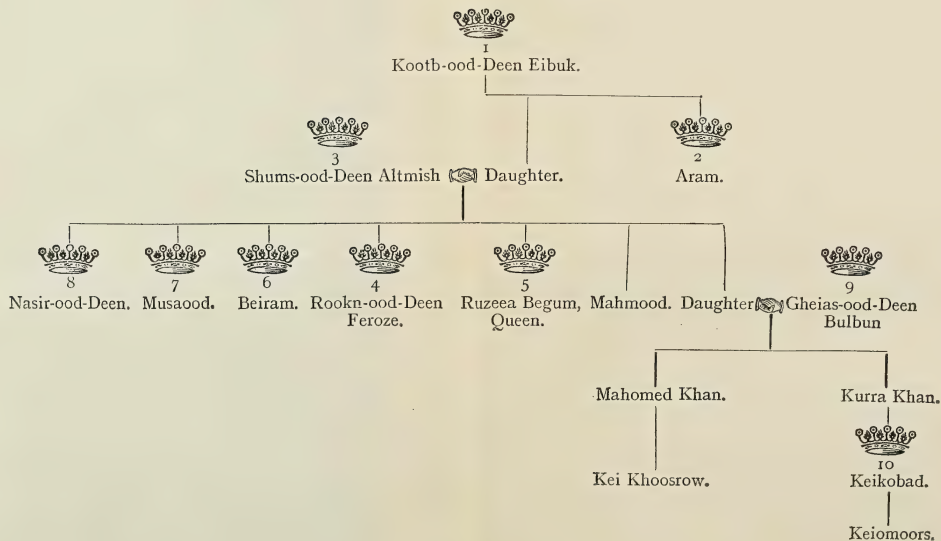 1
Kootb-ood-Deen Eibuk.
3
Shums-ood-Deen Altmish
Daughter.
2
Aram.
8
Nasir-ood-Deen.
7
Musaood.
6
Beiram.
4
Rookn-ood-Deen
Feroze.
5
Ruzeea Begum,
Queen.
Mahmood.
Daughter
9
Gheias-ood-Deen
Bulbun
Mahomed Khan.
Kurra Khan.
Kei Khoosrow.
10
Keikobad.
Keiomoors.